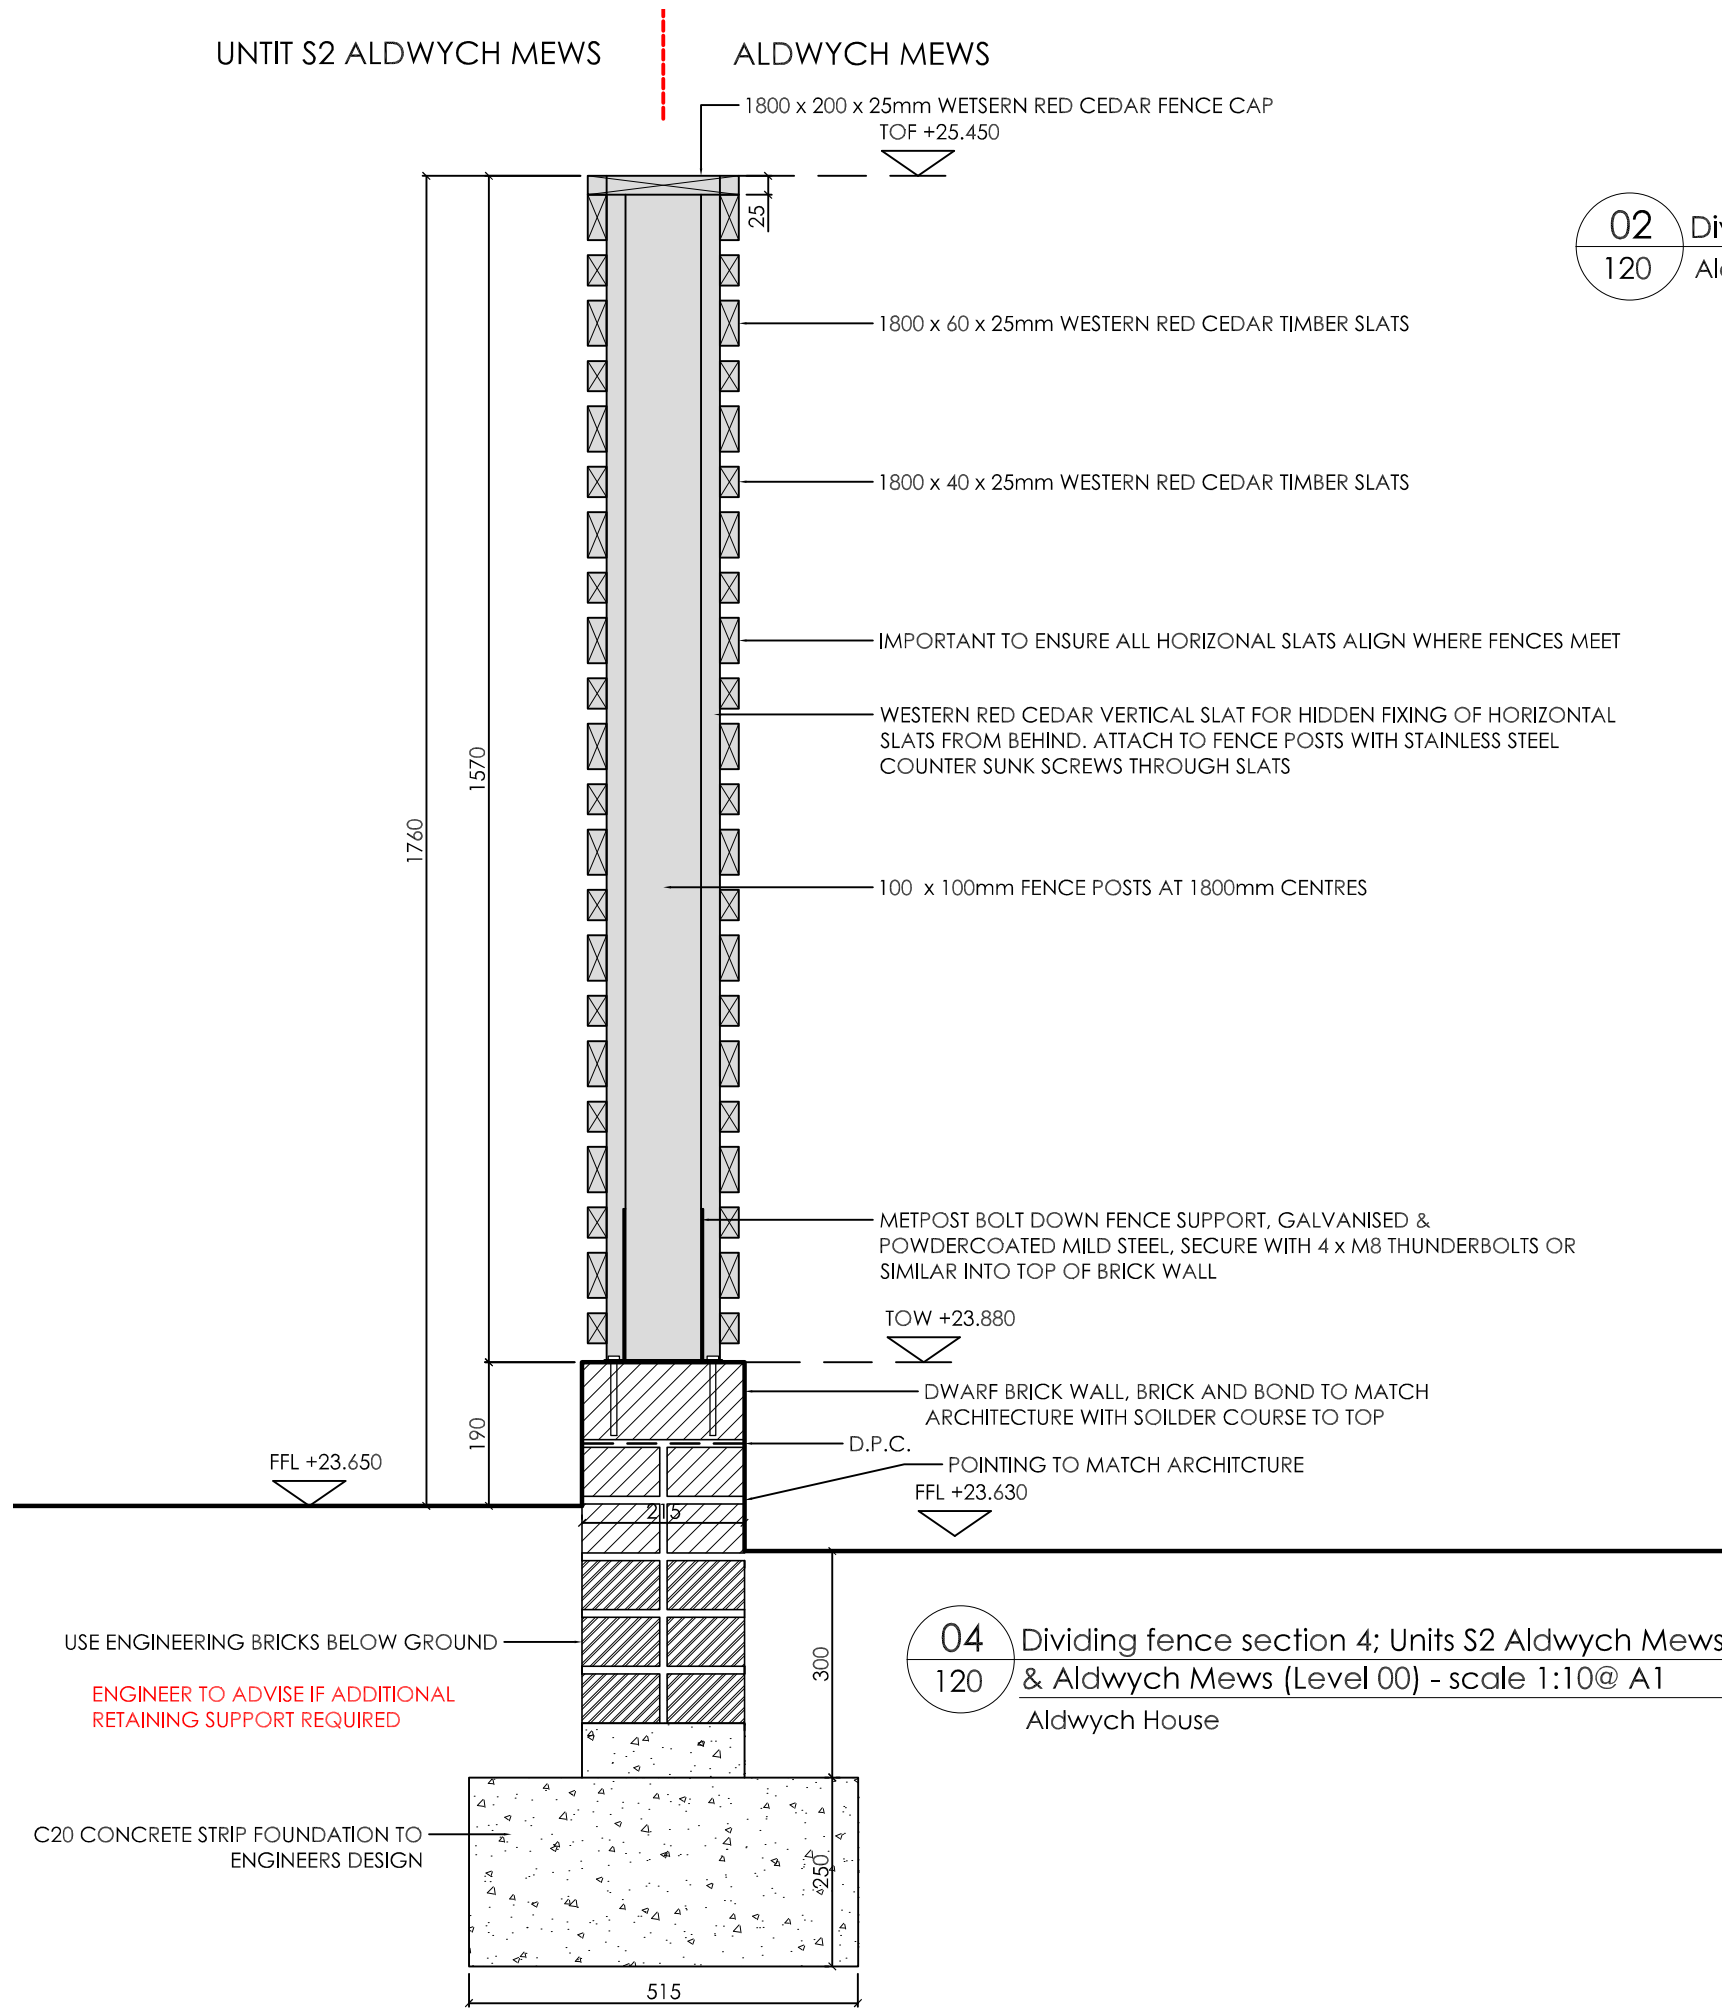 UNTIT S2 ALDWYCH MEWS
ALDWYCH MEWS
1800 x 200 x 25mm WETSERN RED CEDAR FENCE CAP
TOF +25.450
25
02
120
1800 x 60 x 25mm WESTERN RED CEDAR TIMBER SLATS
1800 x 40 x 25mm WESTERN RED CEDAR TIMBER SLATS
IMPORTANT TO ENSURE ALL HORIZONAL SLATS ALIGN WHERE FENCES MEET
WESTERN RED CEDAR VERTICAL SLAT FOR HIDDEN FIXING OF HORIZONTAL
SLATS FROM BEHIND. ATTACH TO FENCE POSTS WITH STAINLESS STEEL
COUNTER SUNK SCREWS THROUGH SLATS
1570
1760
100 x 100mm FENCE POSTS AT 1800mm CENTRES
METPOST BOLT DOWN FENCE SUPPORT, GALVANISED &
POWDERCOATED MILD STEEL, SECURE WITH 4 x M8 THUNDERBOLTS OR
SIMILAR INTO TOP OF BRICK WALL
TOW +23.880
DWARF BRICK WALL, BRICK AND BOND TO MATCH
ARCHITECTURE WITH SOILDER COURSE TO TOP
190
D.P.C.
FFL +23.650
POINTING TO MATCH ARCHITCTURE
FFL +23.630
215
USE ENGINEERING BRICKS BELOW GROUND
ENGINEER TO ADVISE IF ADDITIONAL
RETAINING SUPPORT REQUIRED
300
04
120
Dividing fence section 4; Units S2 Aldwych Mews
& Aldwych Mews (Level 00) - scale 1:10@ A1
Aldwych House
C20 CONCRETE STRIP FOUNDATION TO
ENGINEERS DESIGN
250
515